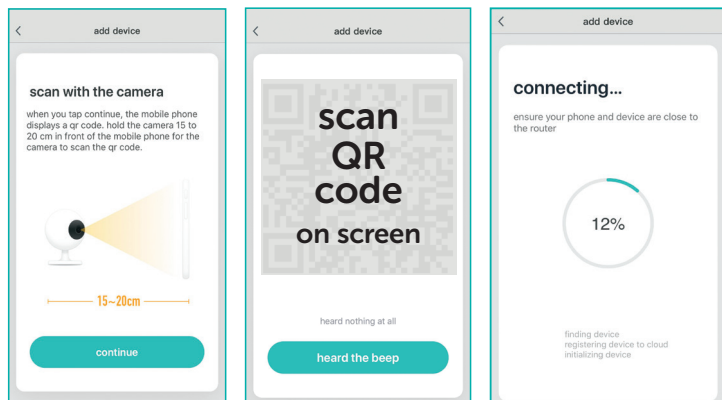 add device
scan with the camera
when you tap continue, the mobile phone
displays a qr code. hold the camera 15 to
20 cm in front of the mobile phone for the
camera to scan the qr code.
15~20cm
continue
add device
scan
QR
code
on screen
heard nothing at all
heard the beep
add device
connecting...
ensure your phone and device are close to
the router
12%
finding device
registering device to cloud
initializing device